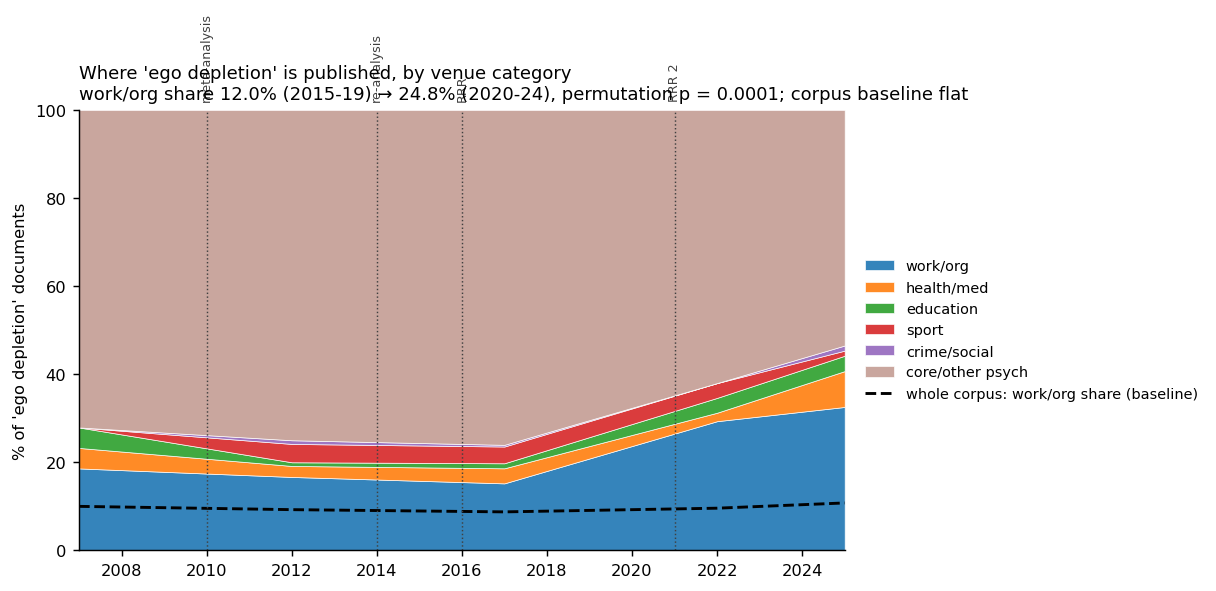 Where 'ego depletion' is published, by venue category
work/org share 12.0% (2015-19) → 24.8% (2020-24), permutation p = 0.0001; corpus baseline flat
meta-analysis
re-analysis
RRR
RRR 2
% of 'ego depletion' documents
100
80
60
40
20
0
2008
2010
2012
2014
2016
2018
2020
2022
2024
work/org
health/med
education
sport
crime/social
core/other psych
whole corpus: work/org share (baseline)